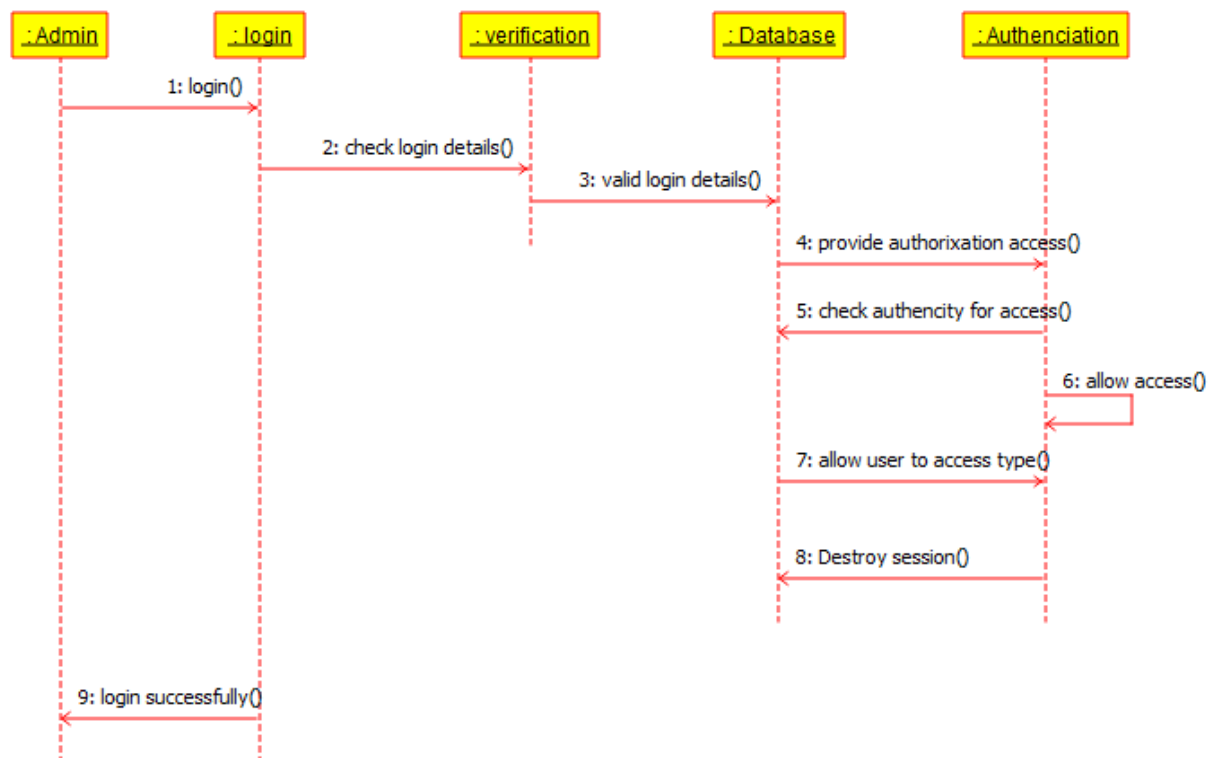 : Admin
: login
: verification
: Database
: Authenciation
1: login()
2: check login details()
3: valid login details()
4: provide authorixation access()
5: check authencity for access()
6: allow access()
7: allow user to access type()
8: Destroy session()
9: login successfully()